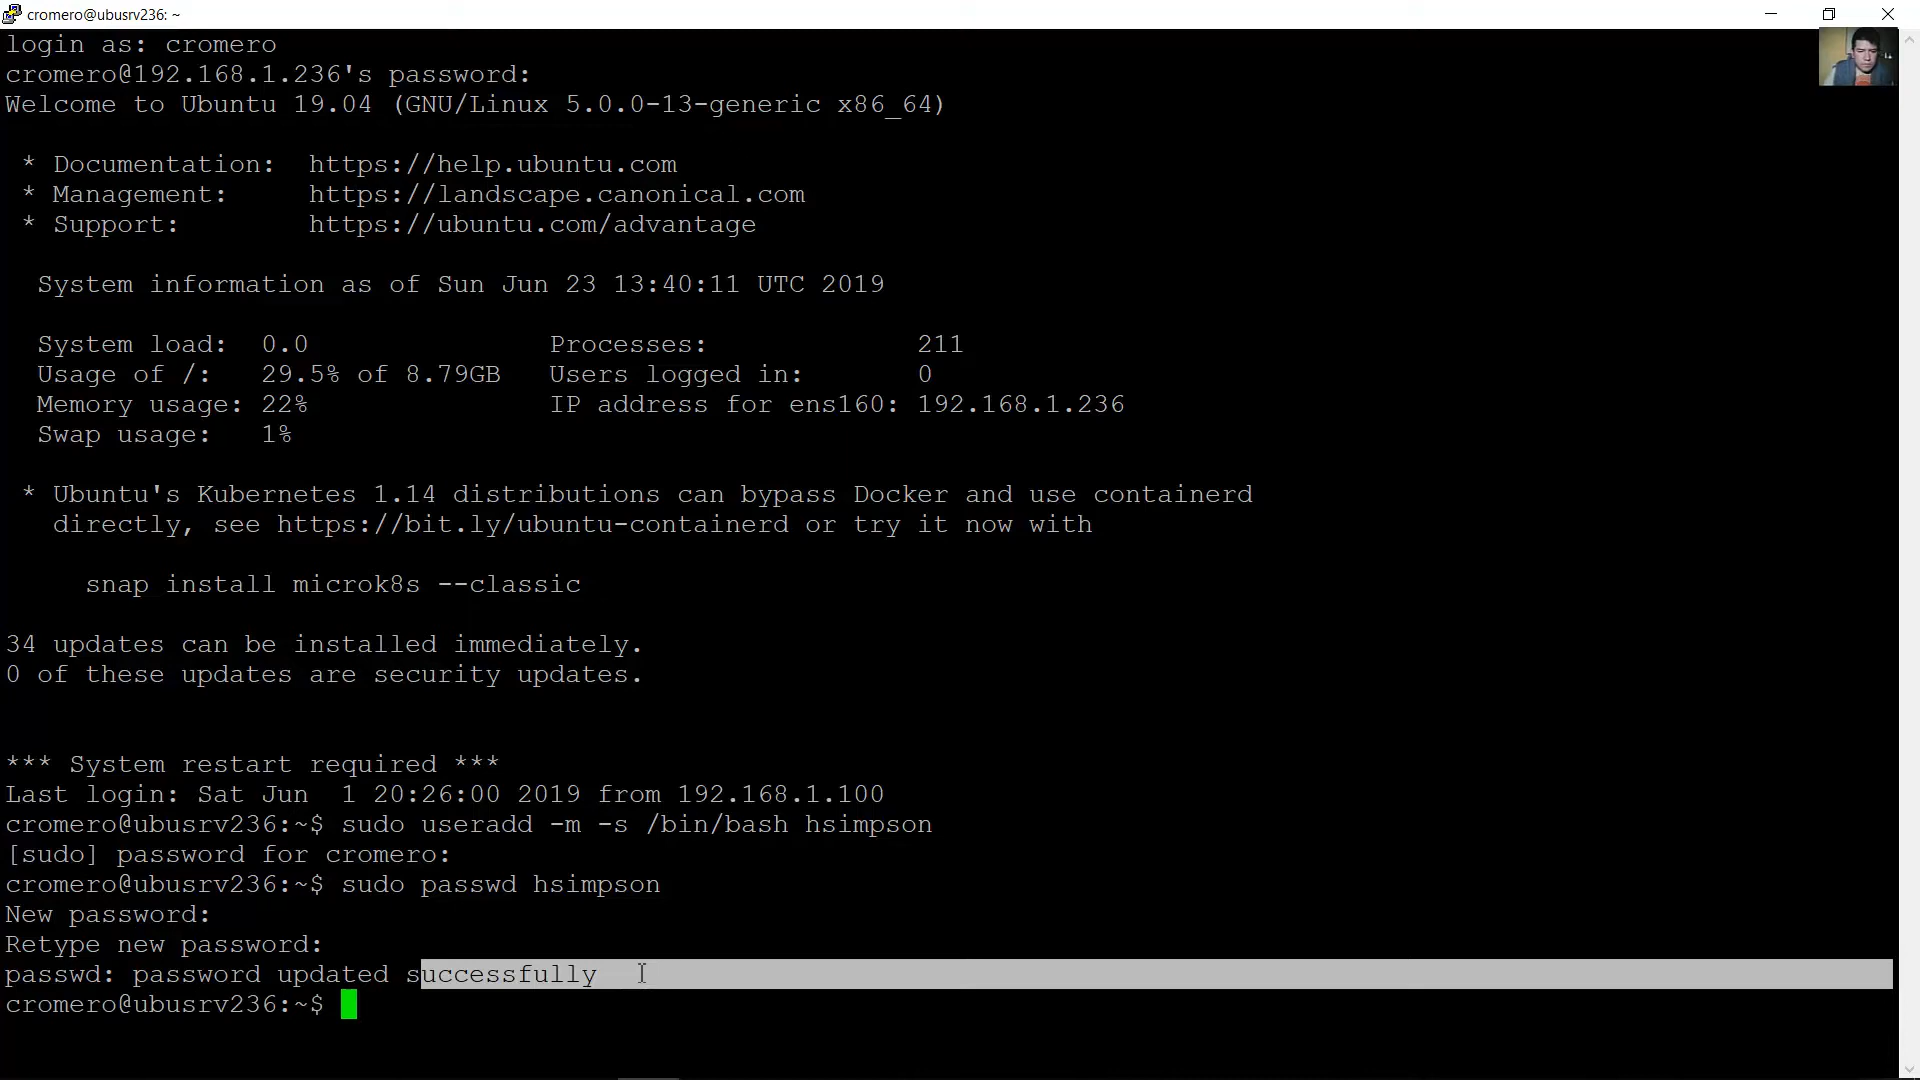 cromero@ubusrv236: ~
login as: cromero
cromero@192.168.1.236's password:
Welcome to Ubuntu 19.04 (GNU/Linux 5.0.0-13-generic x86_64)
* Documentation:  https://help.ubuntu.com
* Management:     https://landscape.canonical.com
* Support:        https://ubuntu.com/advantage
System information as of Sun Jun 23 13:40:11 UTC 2019
System load:  0.0               Processes:             211
Usage of /:   29.5% of 8.79GB   Users logged in:       0
Memory usage: 22%               IP address for ens160: 192.168.1.236
Swap usage:   1%
* Ubuntu's Kubernetes 1.14 distributions can bypass Docker and use containerd
directly, see https://bit.ly/ubuntu-containerd or try it now with
snap install microk8s --classic
34 updates can be installed immediately.
0 of these updates are security updates.
*** System restart required ***
Last login: Sat Jun  1 20:26:00 2019 from 192.168.1.100
cromero@ubusrv236:~$ sudo useradd -m -s /bin/bash hsimpson
[sudo] password for cromero:
cromero@ubusrv236:~$ sudo passwd hsimpson
New password:
Retype new password:
passwd: password updated successfully
cromero@ubusrv236:~$